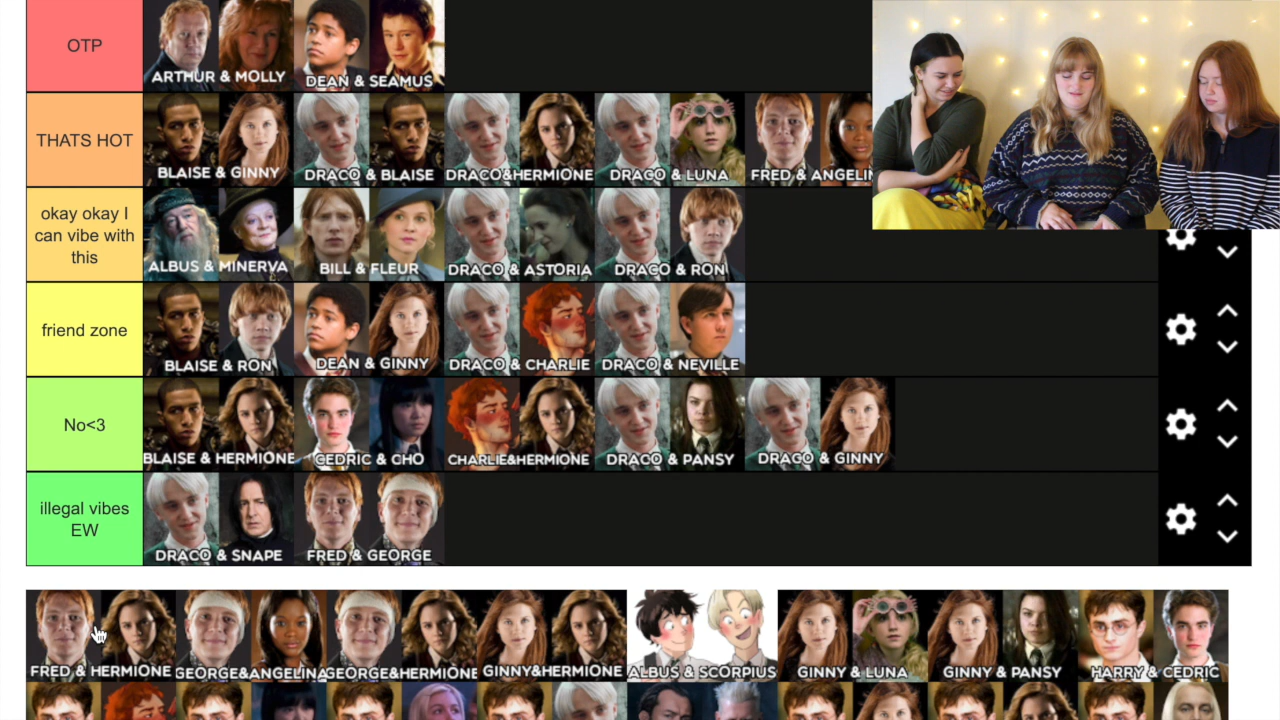 OTP
ARTHUR & MOLLY
DEAN & SEAMUS
THATS HOT
BLAISE & GINNY
DRACO & BLAISE
DRACO&HERMIONE
DRACO & LUNA
FRED & ANGELIN
okay okay I
can vibe with
this
ALBUS & MINERVA
BILL & FLEUR
DRACO & ASTORIA
DRACO & RON
friend zone
BLAISE & RON
DEAN & GINNY
DRACO & CHARLIE
DRACO & NEVILLE
No<3
BLAISE & HERMIONE
CEDRIC & CHO
CHARLIE&HERMIONE
DRACO & PANSY
DRACO & GINNY
illegal vibes
EW
DRACO & SNAPE
FRED & GEORGE
FRED & HERMIONE
GEORGE&ANGELINA
GEORGE&HERMIONE
GINNY&HERMIONE
ALBUS & SCORPIUS
GINNY & LUNA
GINNY & PANSY
HARRY & CEDRIC